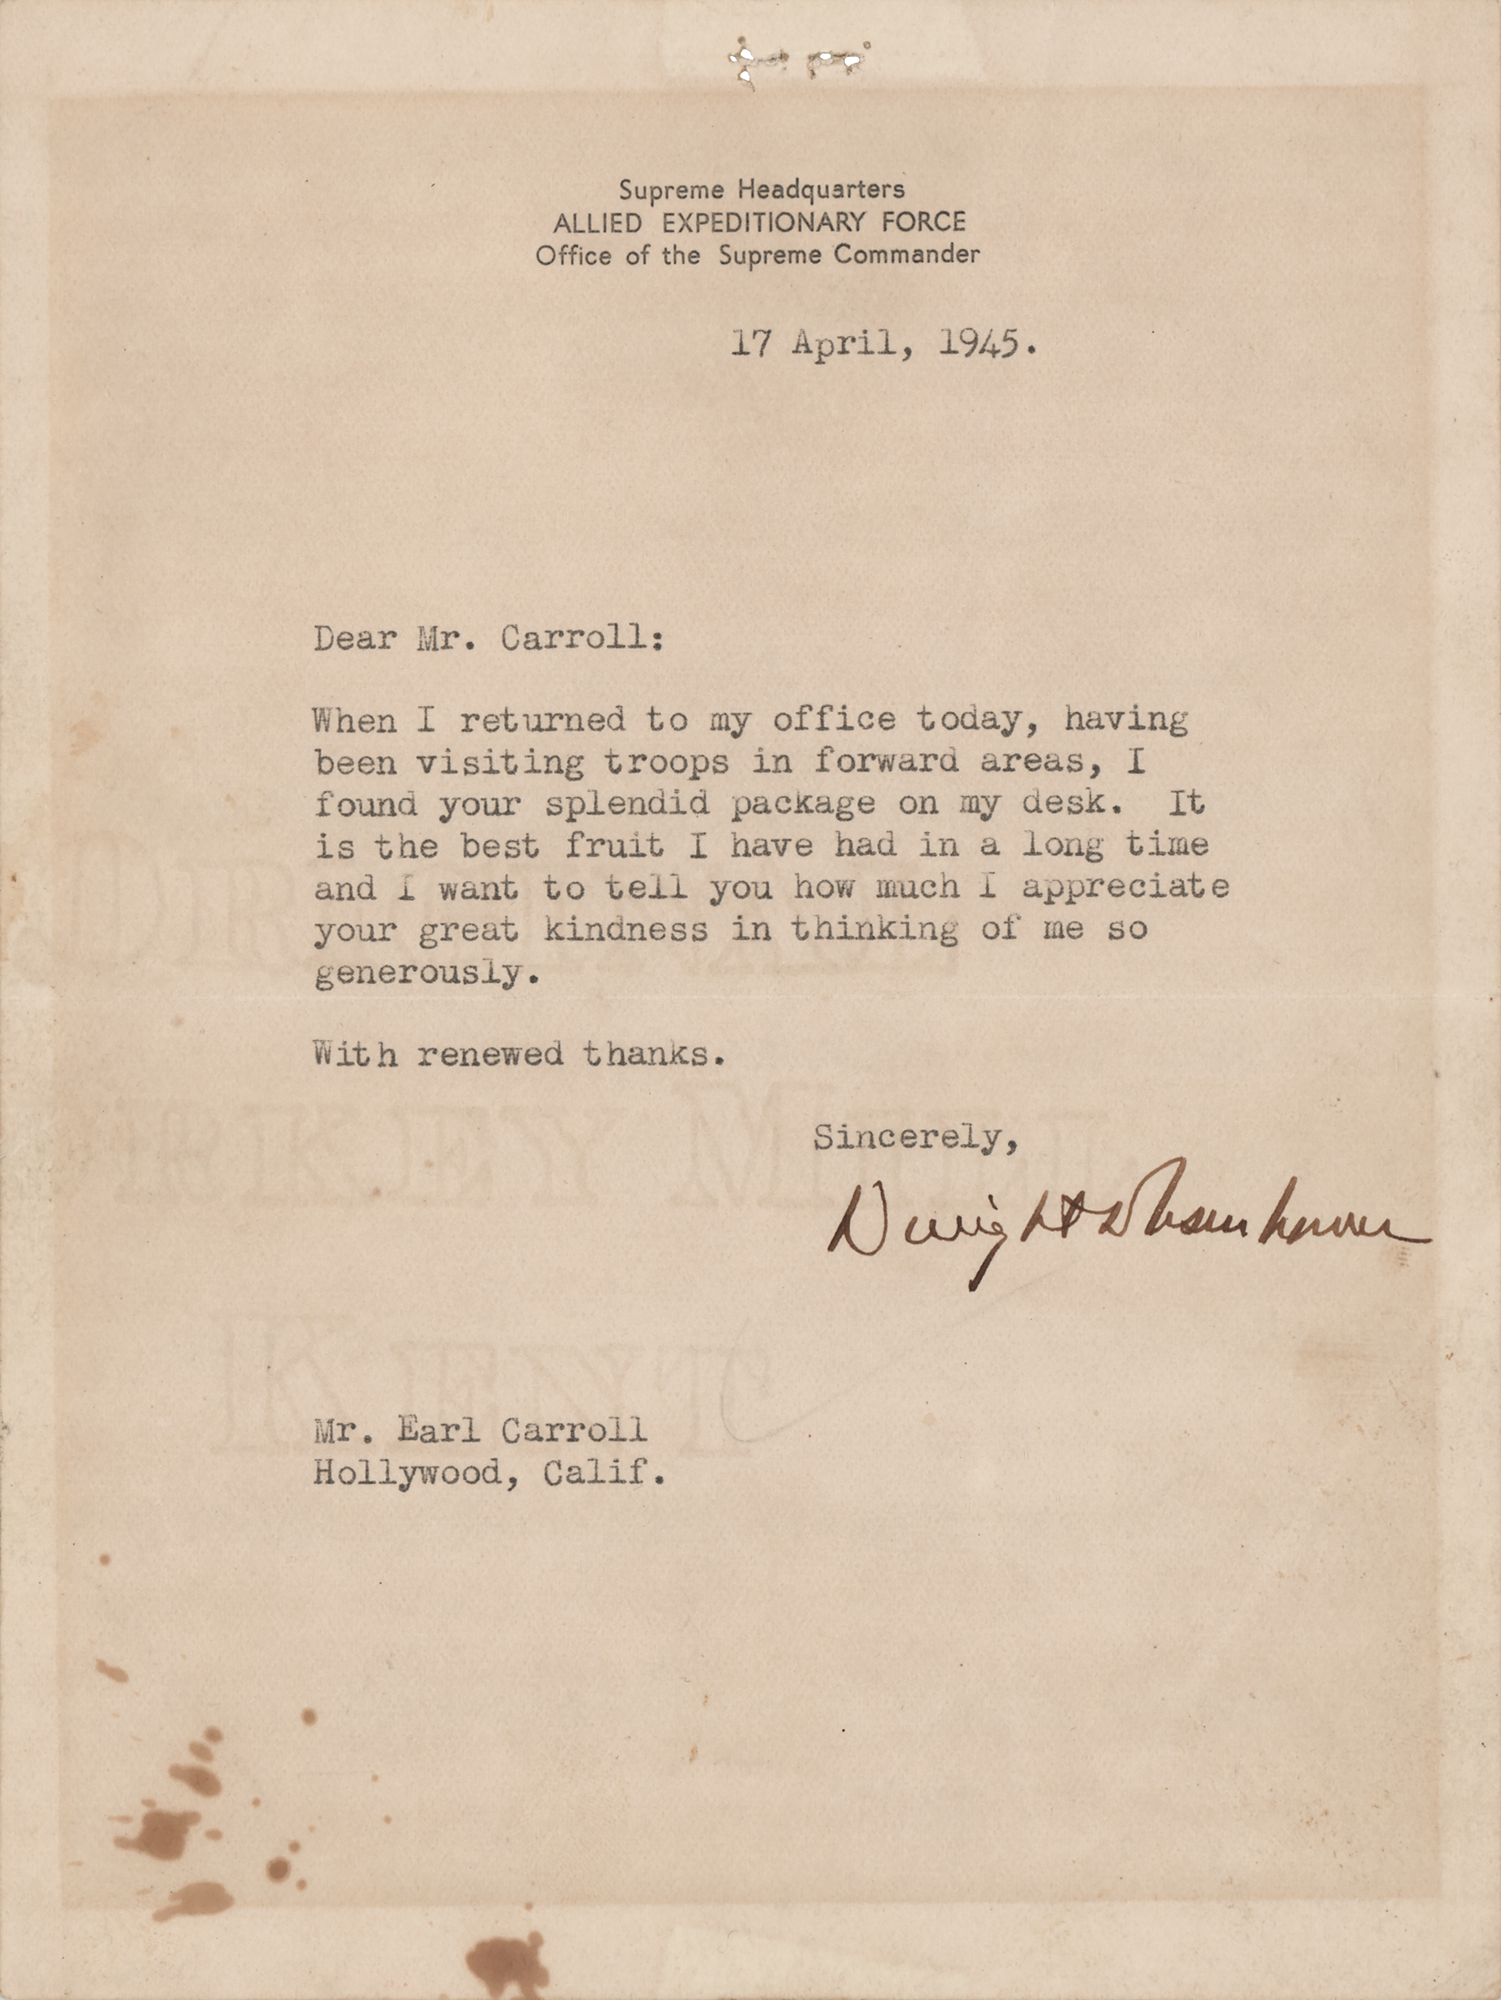 Supreme Headquarters
ALLIED EXPEDITIONARY FORCE
Office of the Supreme Commander
17 April, 1945.
Dear Mr. Carroll:
When I returned to my office today, having
been visiting troops in forward areas, I
found your splendid package on my desk. It
is the best fruit I have had in a long time
and I want to tell you how much I appreciate
your great kindness in thinking of me so
generously.
With renewed thanks.
Sincerely,
Dwight D Eisenhower
Mr. Earl Carroll
Hollywood, Calif.